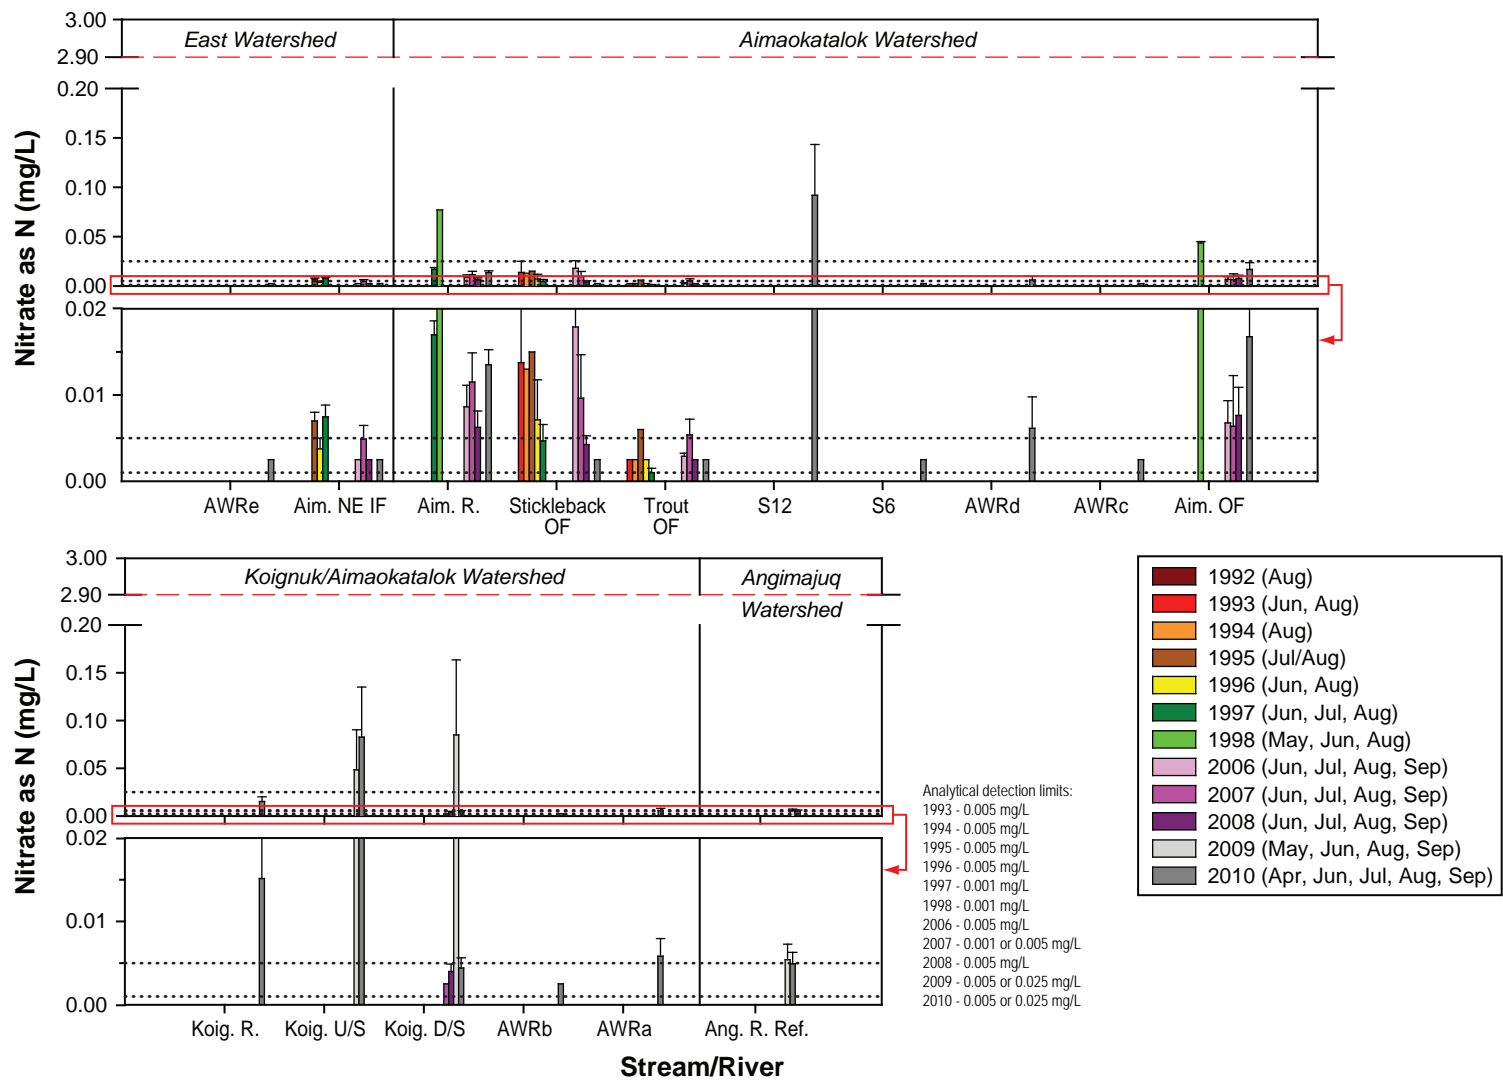 East Watershed
Aimaokatalok Watershed
Nitrate as N (mg/L)
3.00
2.90
0.20
0.15
0.10
0.05
0.00
Nitrate as N (mg/L)
0.02
0.01
0.00
AWRe
Aim. NE IF
Aim. R.
Stickleback
OF
Trout
OF
S12
S6
AWRd
AWRc
Aim. OF
Koignuk/Aimaokatalok Watershed
Angimajuq
Watershed
3.00
2.90
0.20
0.15
0.10
0.05
0.00
0.02
0.01
0.00
Koig. R.
Koig. U/S
Koig. D/S
AWRb
AWRa
Ang. R. Ref.
Stream/River
Analytical detection limits:
1993 - 0.005 mg/L
1994 - 0.005 mg/L
1995 - 0.005 mg/L
1996 - 0.005 mg/L
1997 - 0.001 mg/L
1998 - 0.001 mg/L
2006 - 0.005 mg/L
2007 - 0.001 or 0.005 mg/L
2008 - 0.005 mg/L
2009 - 0.005 or 0.025 mg/L
2010 - 0.005 or 0.025 mg/L
1992 (Aug)
1993 (Jun, Aug)
1994 (Aug)
1995 (Jul/Aug)
1996 (Jun, Aug)
1997 (Jun, Jul, Aug)
1998 (May, Jun, Aug)
2006 (Jun, Jul, Aug, Sep)
2007 (Jun, Jul, Aug, Sep)
2008 (Jun, Jul, Aug, Sep)
2009 (May, Jun, Aug, Sep)
2010 (Apr, Jun, Jul, Aug, Sep)